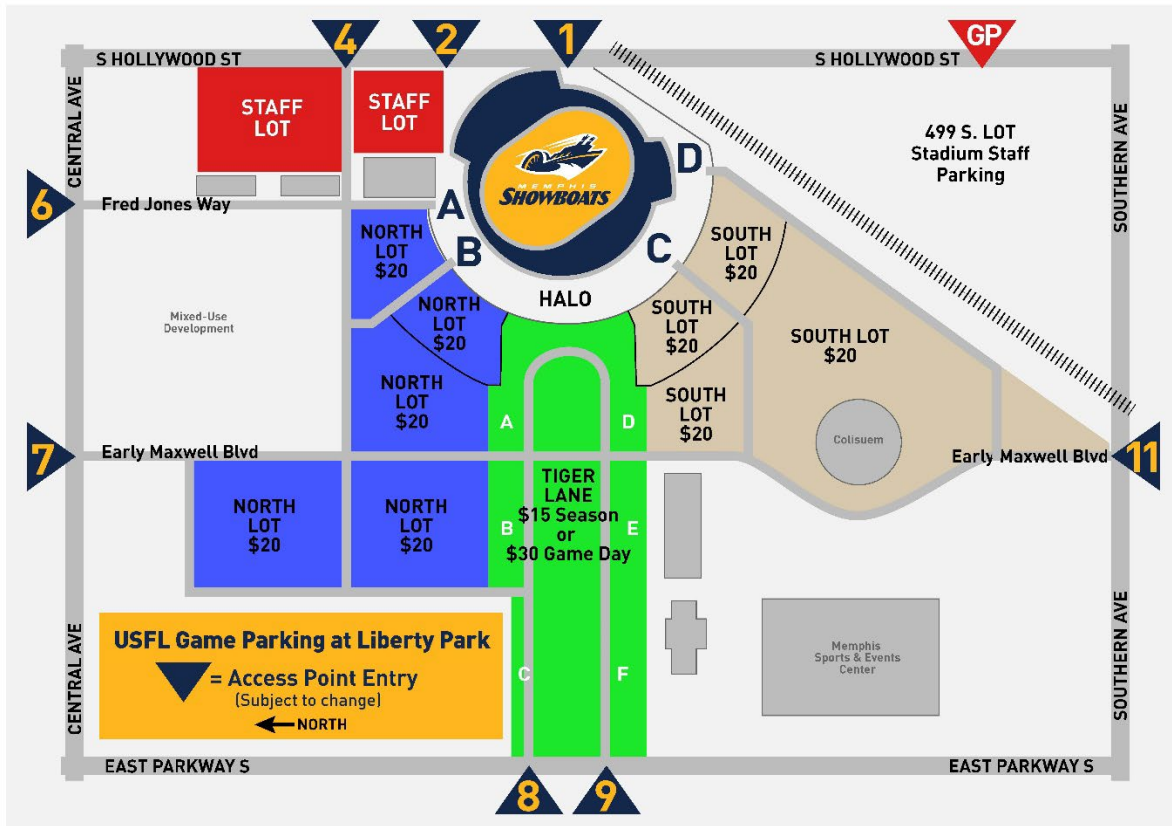 4
2
1
GP
S HOLLYWOOD ST
S HOLLYWOOD ST
CENTRAL AVE
SOUTHERN AVE
STAFF
LOT
STAFF
LOT
499 S. LOT
Stadium Staff
Parking
MEMPHIS
SHOWBOATS
D
A
B
C
6
Fred Jones Way
NORTH
LOT
$20
SOUTH
LOT
$20
HALO
Mixed-Use
Development
NORTH
LOT
$20
SOUTH
LOT
$20
SOUTH LOT
$20
NORTH
LOT
$20
SOUTH
LOT
$20
A
D
Colisuem
7
Early Maxwell Blvd
Early Maxwell Blvd
11
NORTH
LOT
$20
NORTH
LOT
$20
TIGER
LANE
$15 Season
or
$30 Game Day
B
E
USFL Game Parking at Liberty Park
= Access Point Entry
(Subject to change)
NORTH
C
F
Memphis
Sports & Events
Center
CENTRAL AVE
SOUTHERN AVE
EAST PARKWAY S
EAST PARKWAY S
8
9